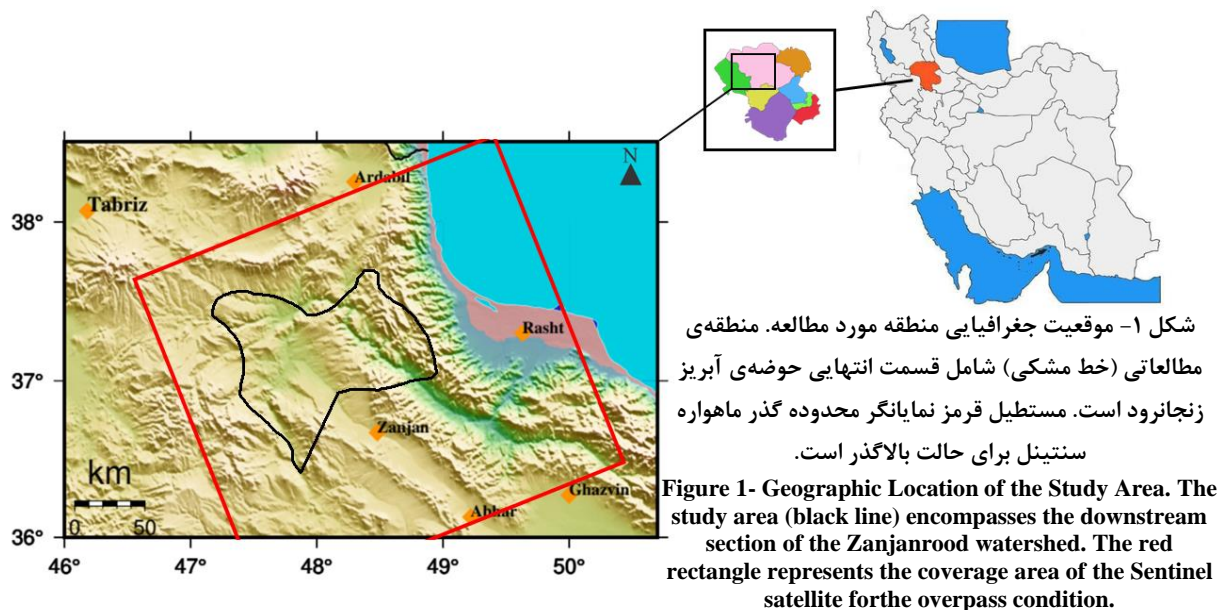 N
Ardabil
Tabriz
38°
Rasht
37°
Zanjan
km
0 50
Ghazvin
Abhar
36°
46° 47° 48° 49° 50°
شکل ۱- موقعیت جغرافیایی منطقه مورد مطالعه. منطقه‌ی
مطالعاتی (خط مشکی) شامل قسمت انتهایی حوضه‌ی آبریز
زنجانرود است. مستطیل قرمز نمایانگر محدوده گذر ماهواره
سنتینل برای حالت بالاگذر است.
Figure 1- Geographic Location of the Study Area. The
study area (black line) encompasses the downstream
section of the Zanjanrood watershed. The red
rectangle represents the coverage area of the Sentinel
satellite forthe overpass condition.